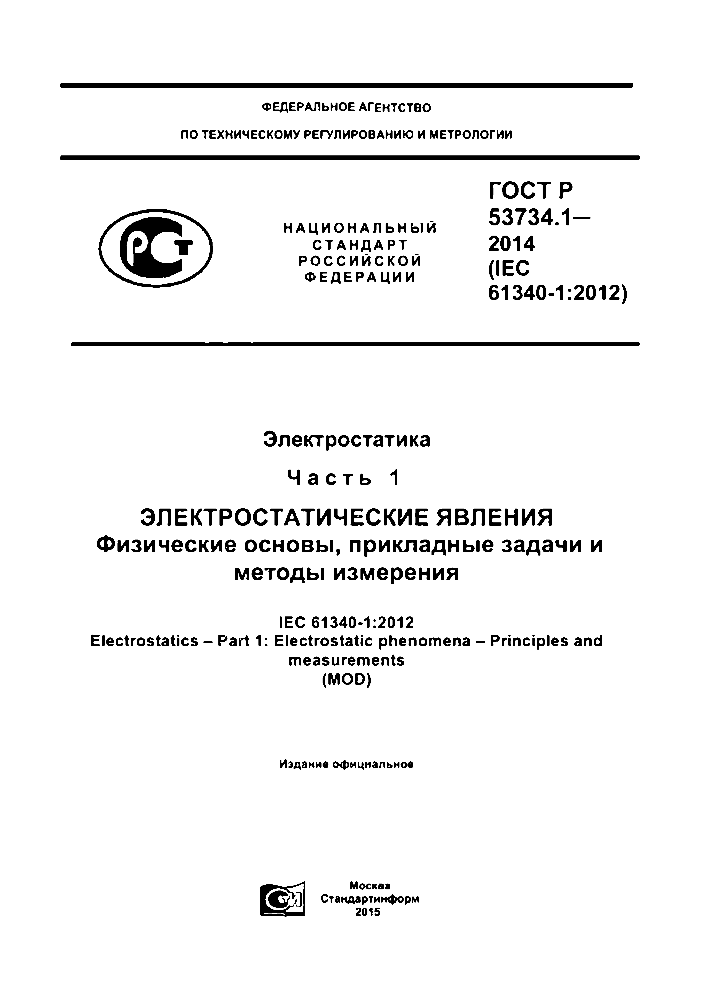 ФЕДЕРАЛЬНОЕ АГЕНТСТВО
ПО ТЕХНИЧЕСКОМУ РЕГУЛИРОВАНИЮ И МЕТРОЛОГИИ
РСТ
НАЦИОНАЛЬНЫЙ
СТАНДАРТ
РОССИЙСКОЙ
ФЕДЕРАЦИИ
ГОСТ Р
53734.1—
2014
(IEC
61340-1:2012)
Электростатика
Часть 1
ЭЛЕКТРОСТАТИЧЕСКИЕ ЯВЛЕНИЯ
Физические основы, прикладные задачи и
методы измерения
IEC 61340-1:2012
Electrostatics – Part 1: Electrostatic phenomena – Principles and
measurements
(MOD)
Издание официальное
СТИ
Москва
Стандартинформ
2015